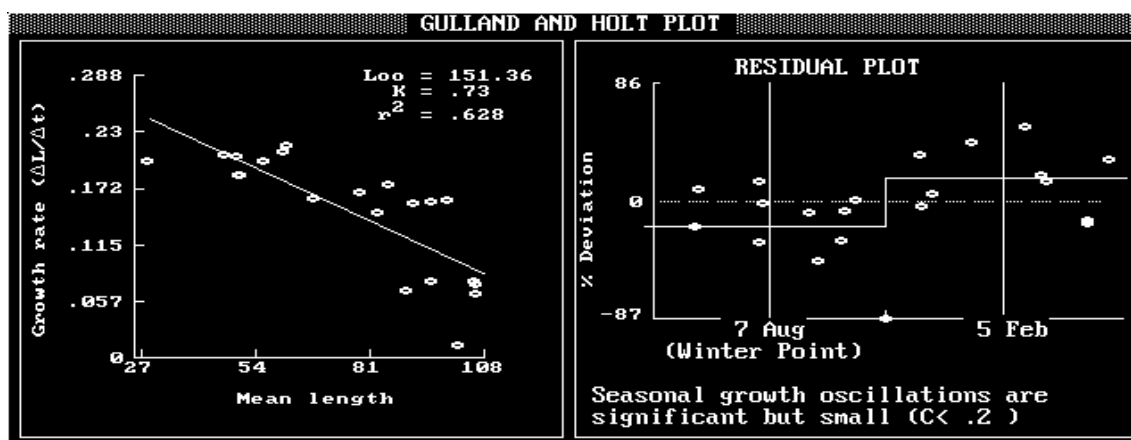 GULLAND AND HOLT PLOT
Loo = 151.36
K = .73
r2 = .628
Growth rate (ΔL/Δt)
.288
.23
.172
.115
.057
0
27 54 81 108
Mean length
RESIDUAL PLOT
% Deviation
86
0
-87
7 Aug 5 Feb
(Winter Point)
Seasonal growth oscillations are
significant but small (C< .2 )